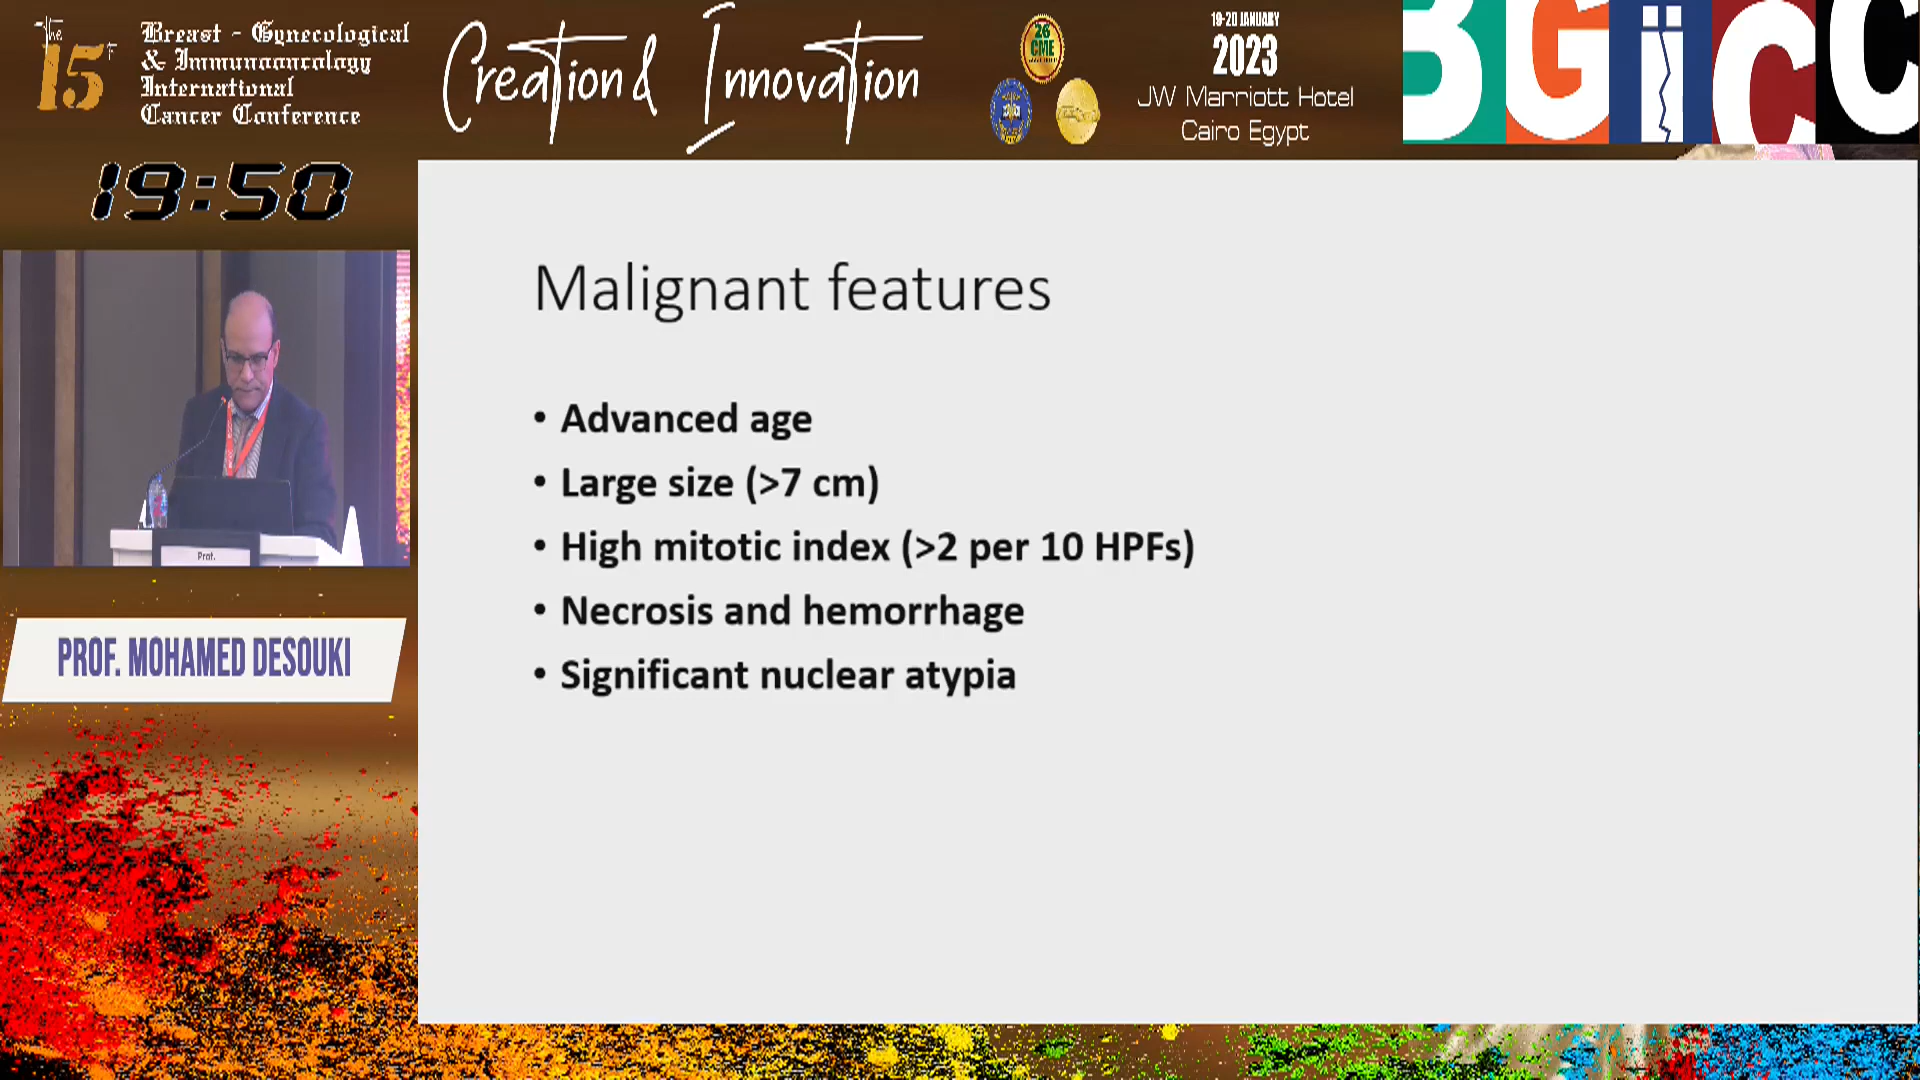 The 15th
Breast - Gynecological
& Immunooncology
International
Cancer Conference
Creation & Innovation
26
CME
19-20 JANUARY
2023
JW Marriott Hotel
Cairo Egypt
BGICC
19:50
Malignant features
• Advanced age
• Large size (>7 cm)
• High mitotic index (>2 per 10 HPFs)
• Necrosis and hemorrhage
• Significant nuclear atypia
Prof.
PROF. MOHAMED DESOUKI